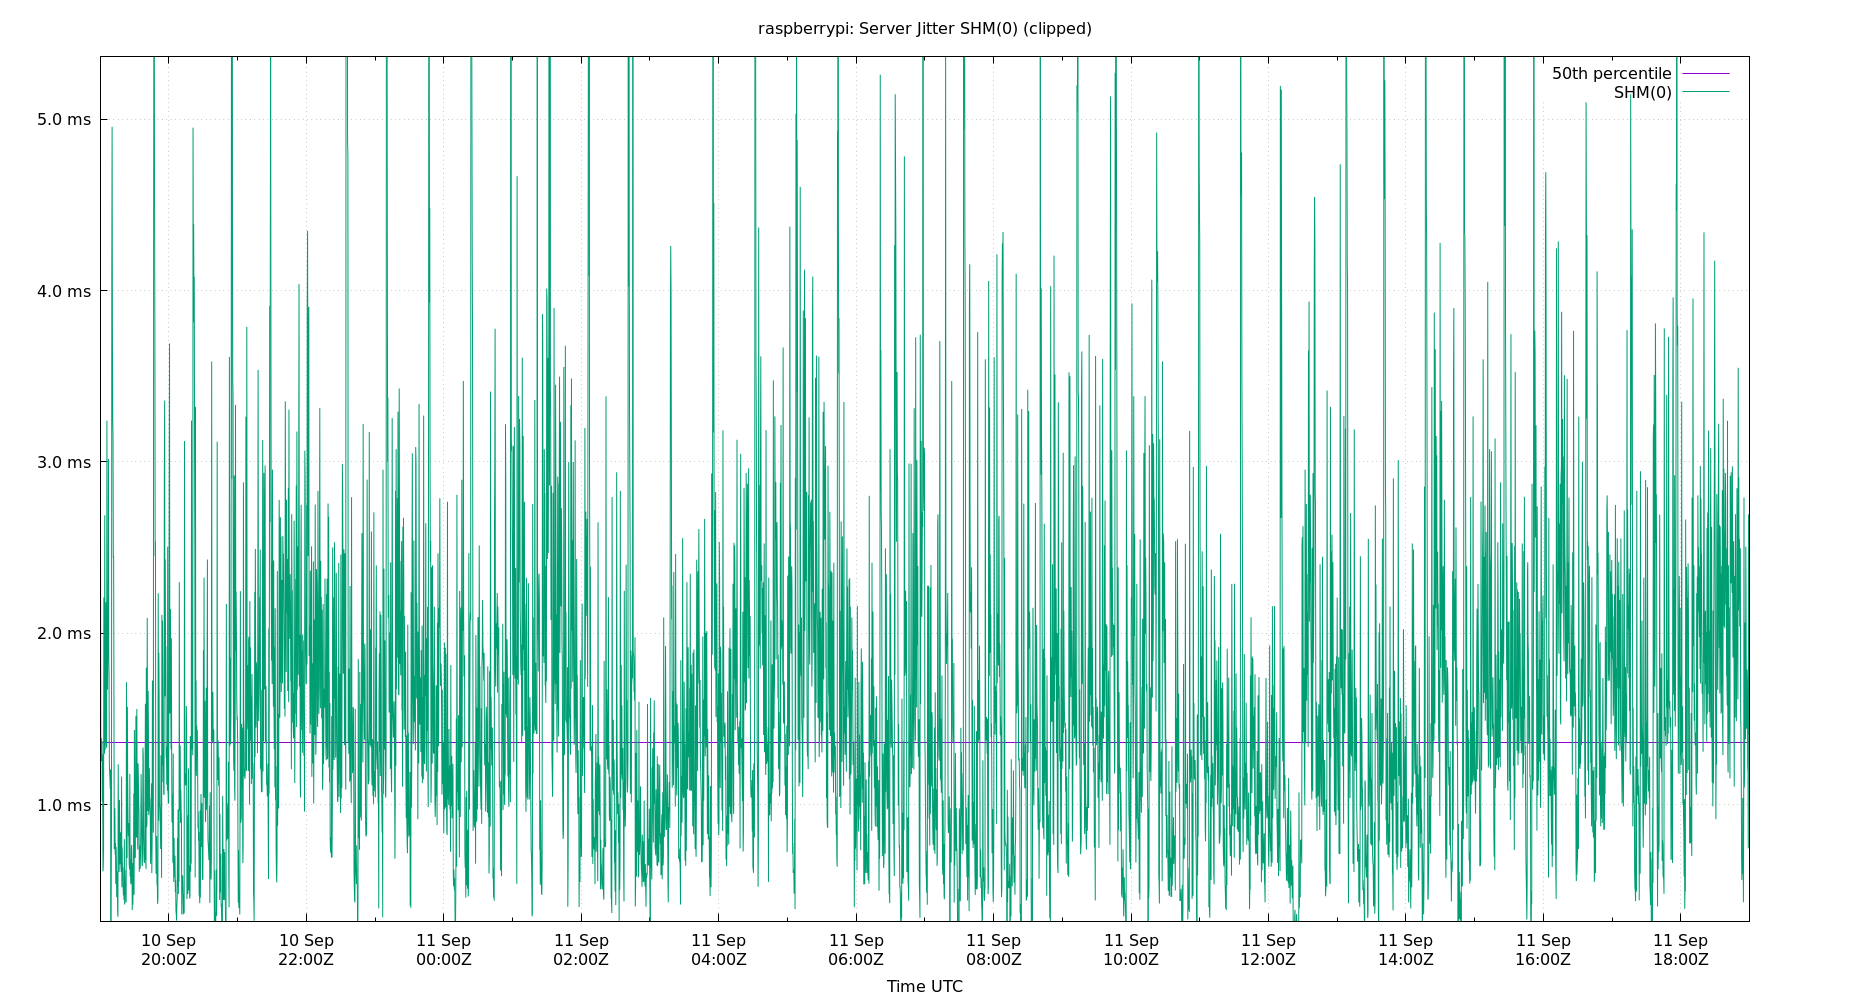 raspberrypi: Server Jitter SHM(0) (clipped)
50th percentile
SHM(0)
5.0 ms
4.0 ms
3.0 ms
2.0 ms
1.0 ms
10 Sep 10 Sep 11 Sep 11 Sep 11 Sep 11 Sep 11 Sep 11 Sep 11 Sep 11 Sep 11 Sep 11 Sep
20:00Z 22:00Z 00:00Z 02:00Z 04:00Z 06:00Z 08:00Z 10:00Z 12:00Z 14:00Z 16:00Z 18:00Z
Time UTC